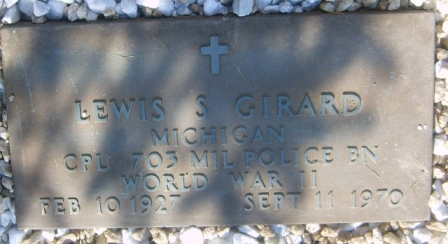 LEWIS S GIRARD
MICHIGAN
CPL 703 MIL POLICE BN
WORLD WAR II
FEB 10 1927 SEPT 11 1970